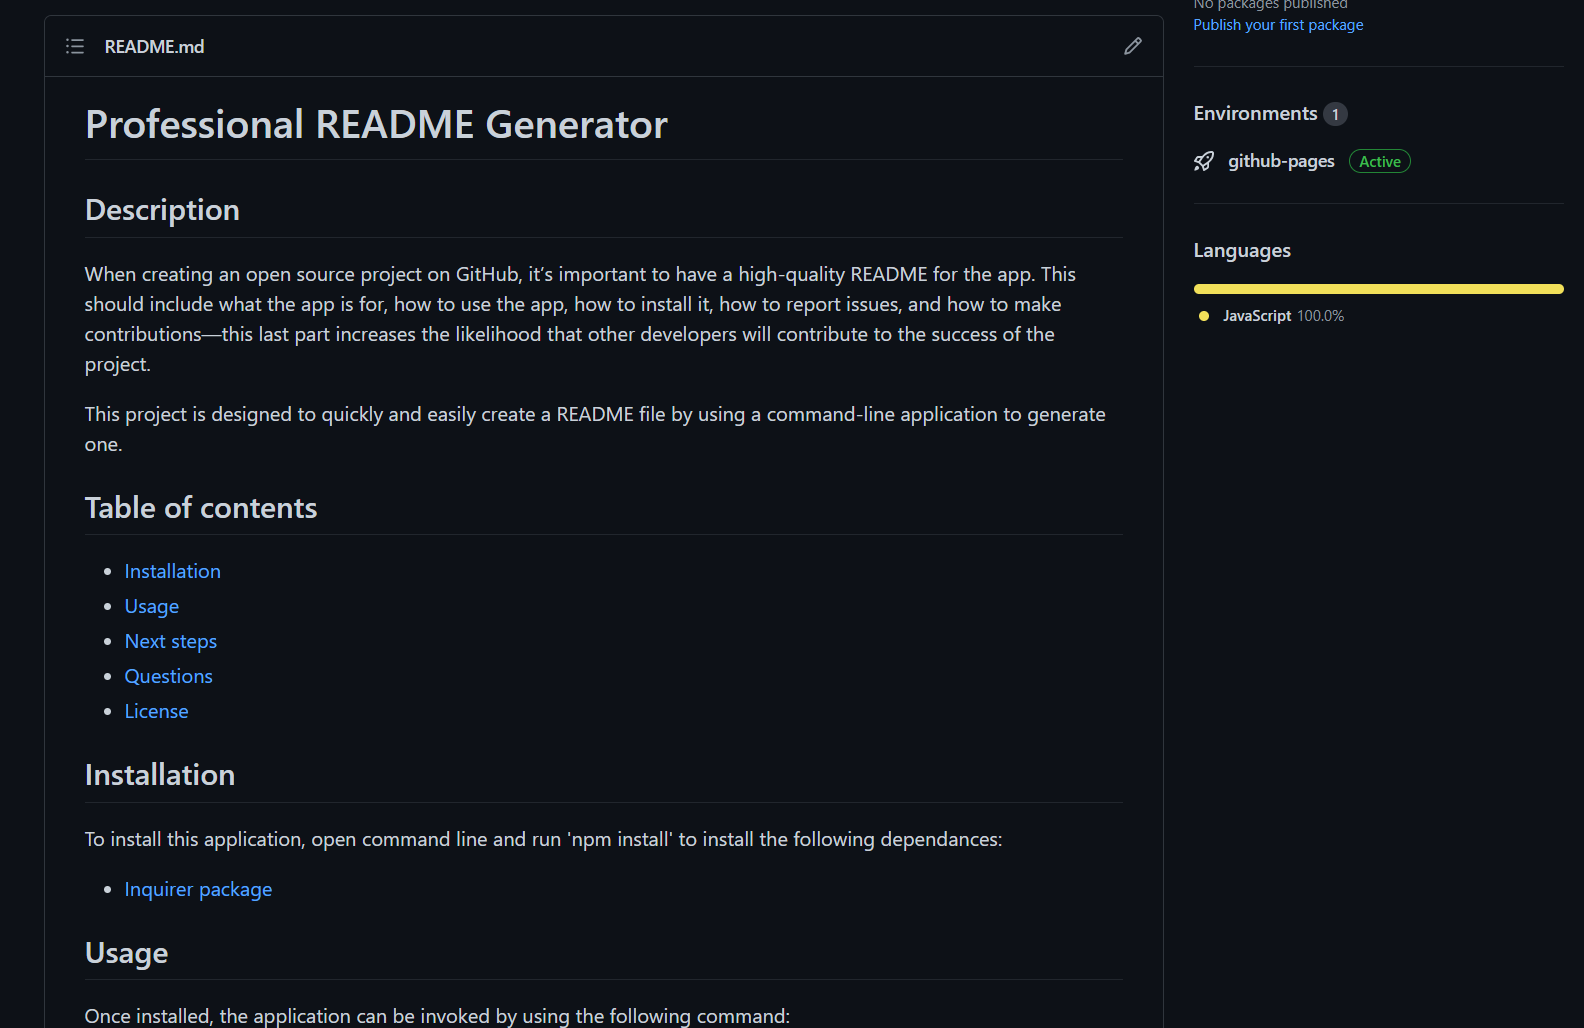 README.md
Professional README Generator
Description
When creating an open source project on GitHub, it’s important to have a high-quality README for the app. This
should include what the app is for, how to use the app, how to install it, how to report issues, and how to make
contributions—this last part increases the likelihood that other developers will contribute to the success of the
project.
This project is designed to quickly and easily create a README file by using a command-line application to generate
one.
Table of contents
Installation
Usage
Next steps
Questions
License
Installation
To install this application, open command line and run 'npm install' to install the following dependances:
Inquirer package
Usage
Once installed, the application can be invoked by using the following command:
No packages published
Publish your first package
Environments 1
github-pages Active
Languages
JavaScript 100.0%